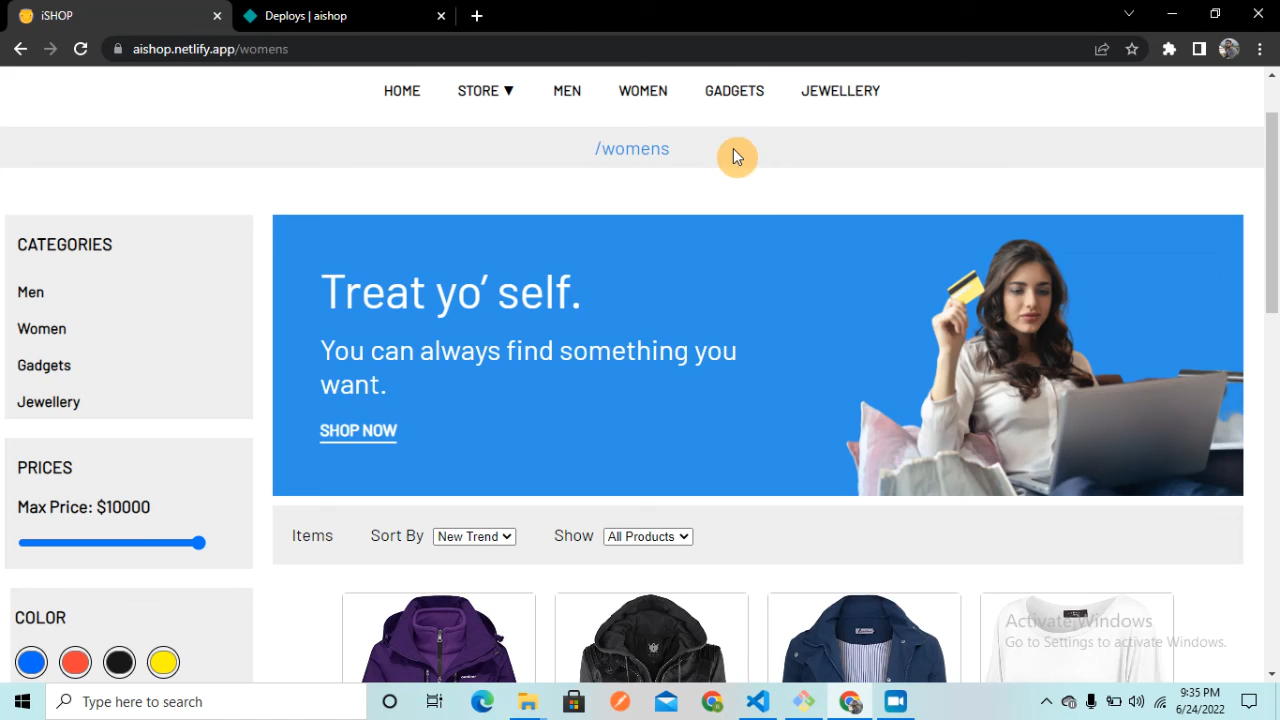 iSHOP
Deploys | aishop
aishop.netlify.app/womens
HOME STORE ▼ MEN WOMEN GADGETS JEWELLERY
/womens
CATEGORIES
Men
Women
Gadgets
Jewellery
PRICES
Max Price: $10000
COLOR
Treat yo’ self.
You can always find something you
want.
SHOP NOW
Items Sort By New Trend Show All Products
Activate Windows
Go to Settings to activate Windows.
Type here to search
9:35 PM
6/24/2022